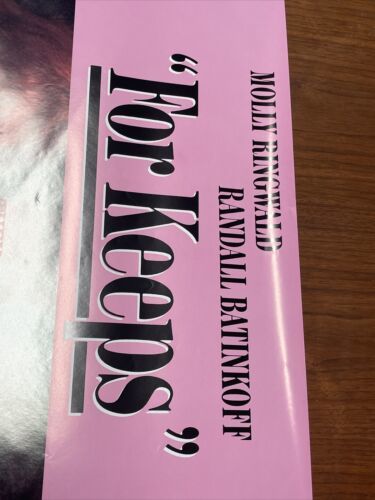 MOLLY RINGWALD
RANDALL BATINKOFF
“For Keeps”